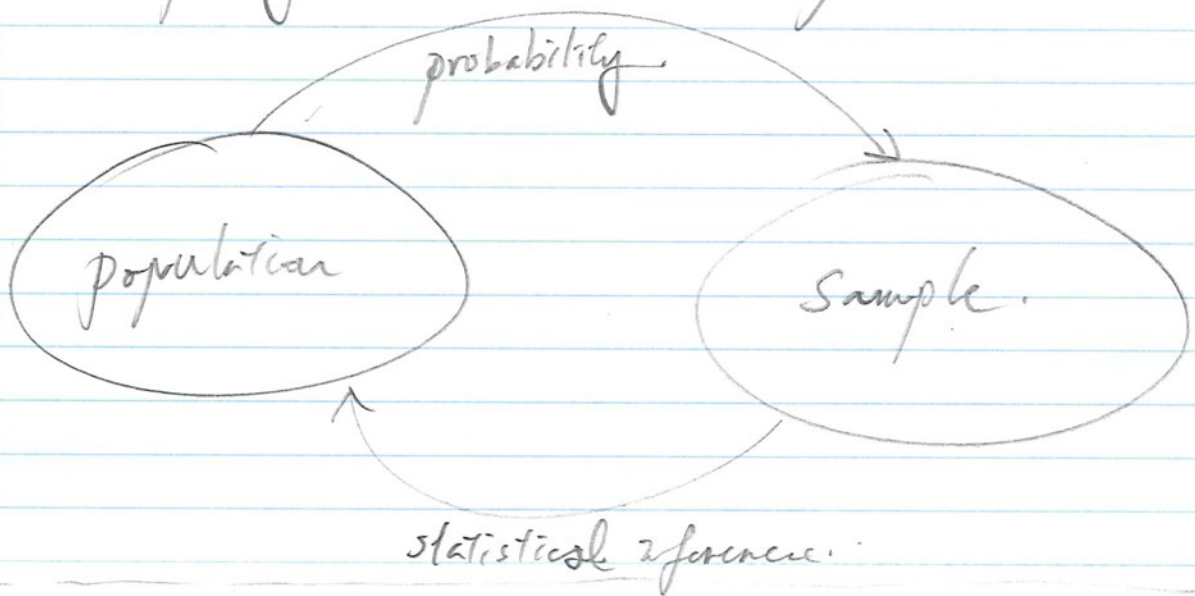 probability.
population
sample.
statistical inference.